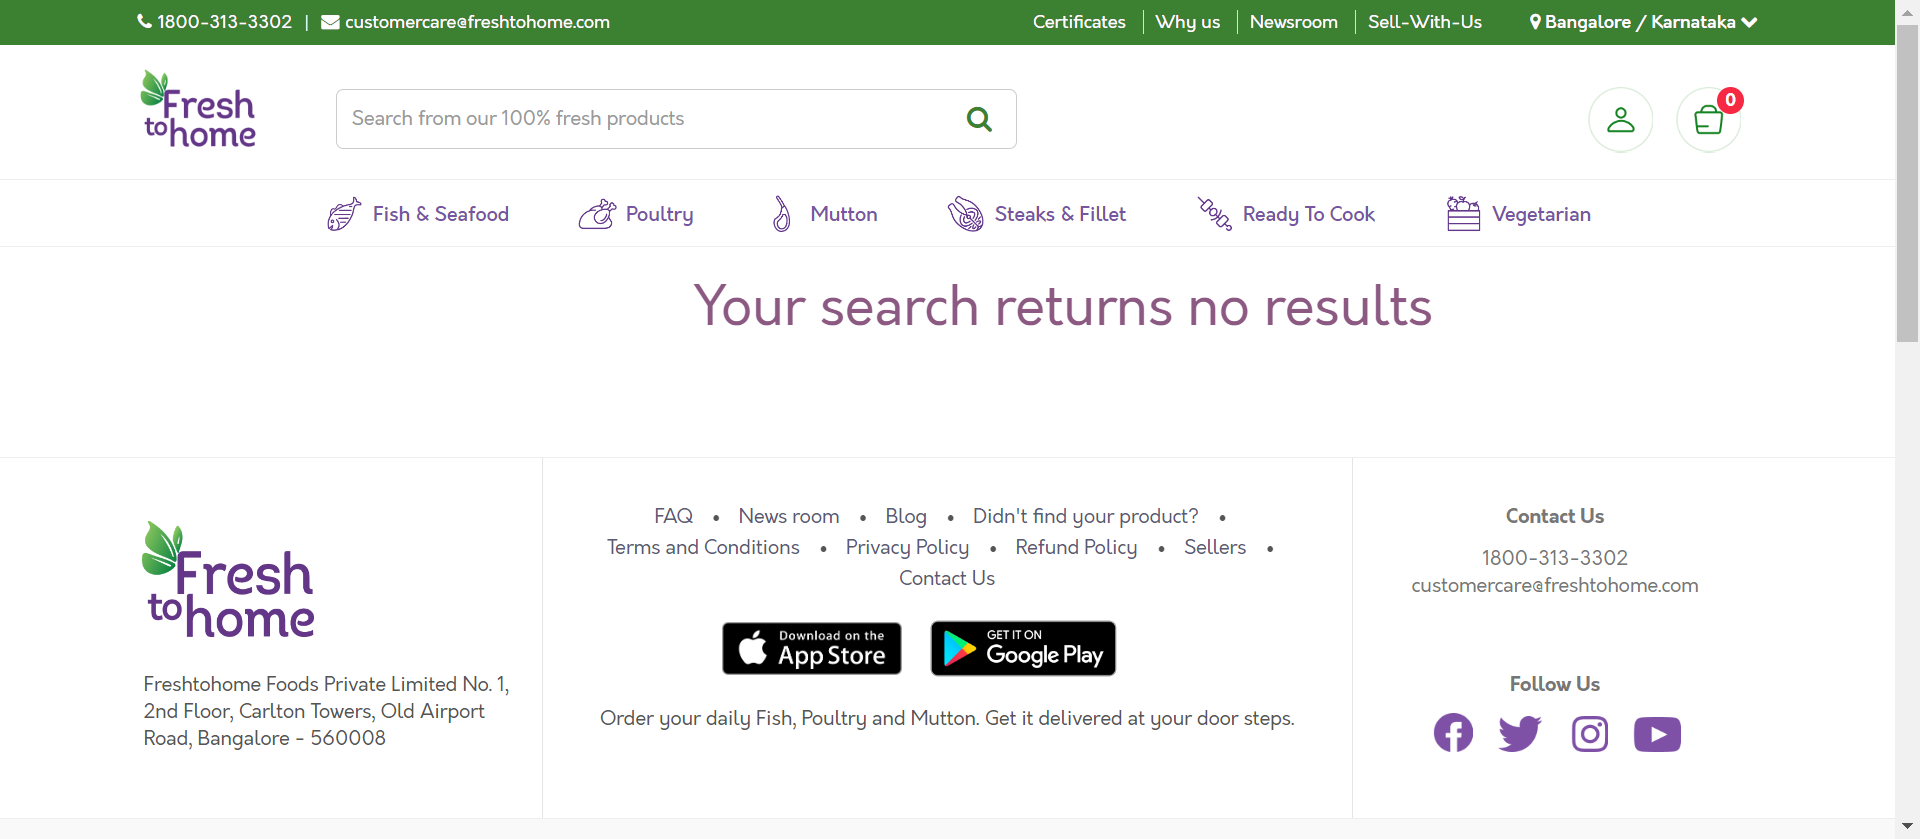 1800-313-3302 | customercare@freshtohome.com Certificates Why us Newsroom Sell-With-Us Bangalore / Karnataka
Fresh
to home
Search from our 100% fresh products
0
Fish & Seafood Poultry Mutton Steaks & Fillet Ready To Cook Vegetarian
Your search returns no results
Fresh
to home
Freshtohome Foods Private Limited No. 1,
2nd Floor, Carlton Towers, Old Airport
Road, Bangalore - 560008
FAQ • News room • Blog • Didn't find your product? •
Terms and Conditions • Privacy Policy • Refund Policy • Sellers •
Contact Us
Download on the
App Store
GET IT ON
Google Play
Order your daily Fish, Poultry and Mutton. Get it delivered at your door steps.
Contact Us
1800-313-3302
customercare@freshtohome.com
Follow Us